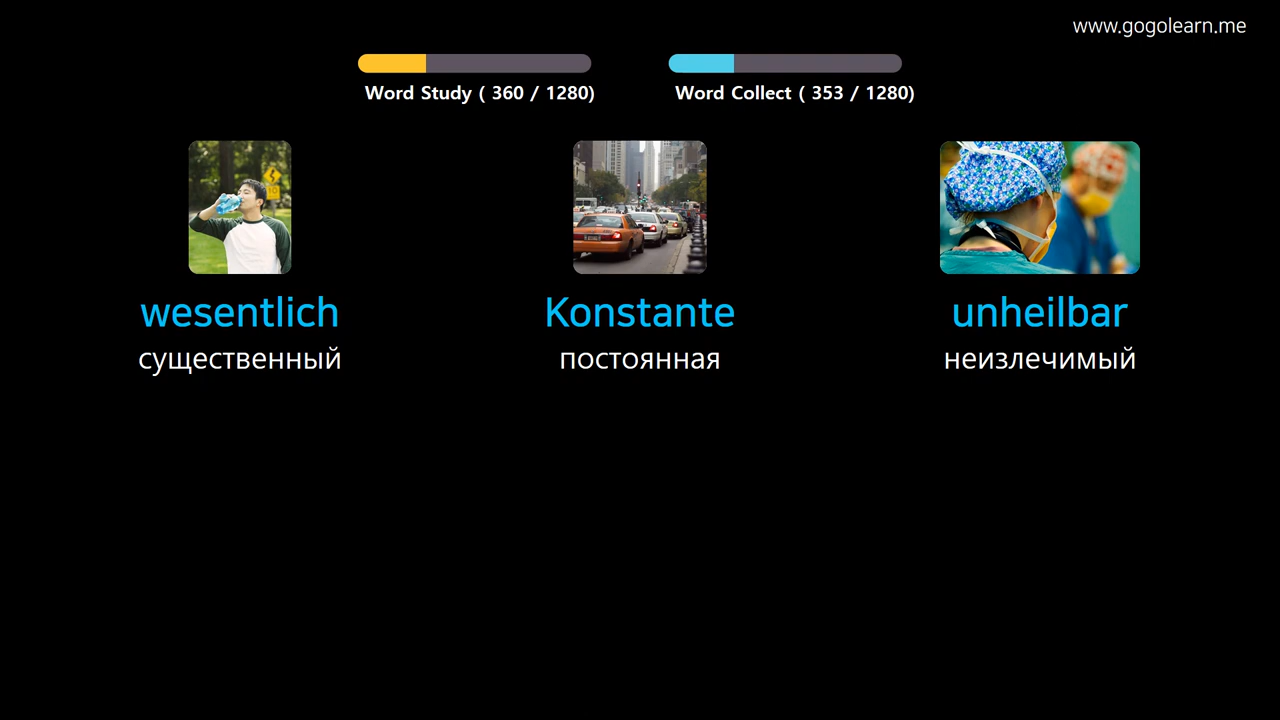 www.gogolearn.me
Word Study ( 360 / 1280)
Word Collect ( 353 / 1280)
wesentlich
существенный
Konstante
постоянная
unheilbar
неизлечимый